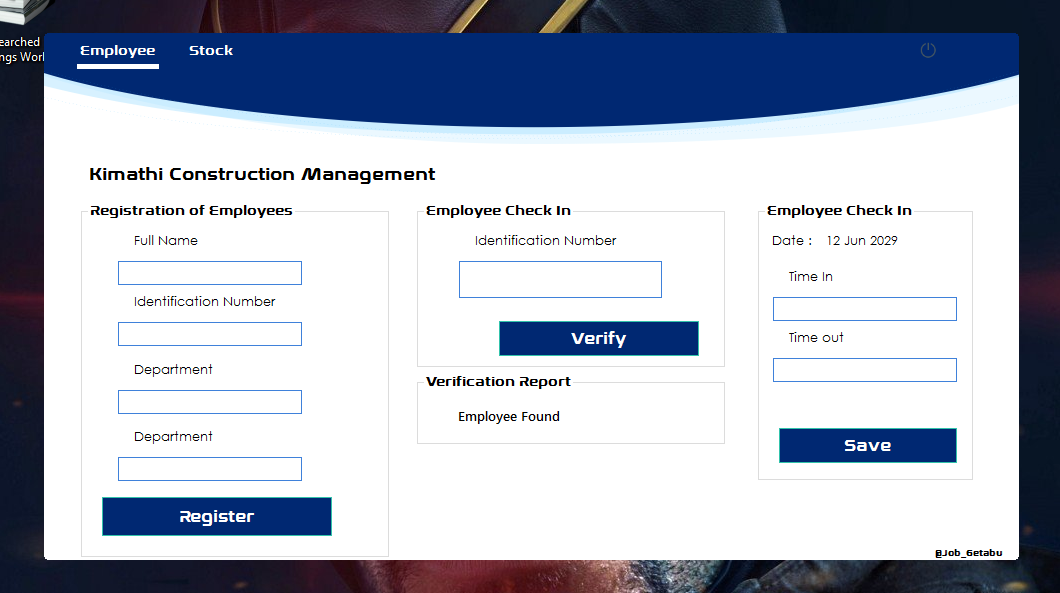 earched
ngs Worl
Employee
Stock
Kimathi Construction Management
Registration of Employees
Full Name
Identification Number
Department
Department
Register
Employee Check In
Identification Number
Verify
Verification Report
Employee Found
Employee Check In
Date : 12 Jun 2029
Time In
Time out
Save
@Job_Getabu